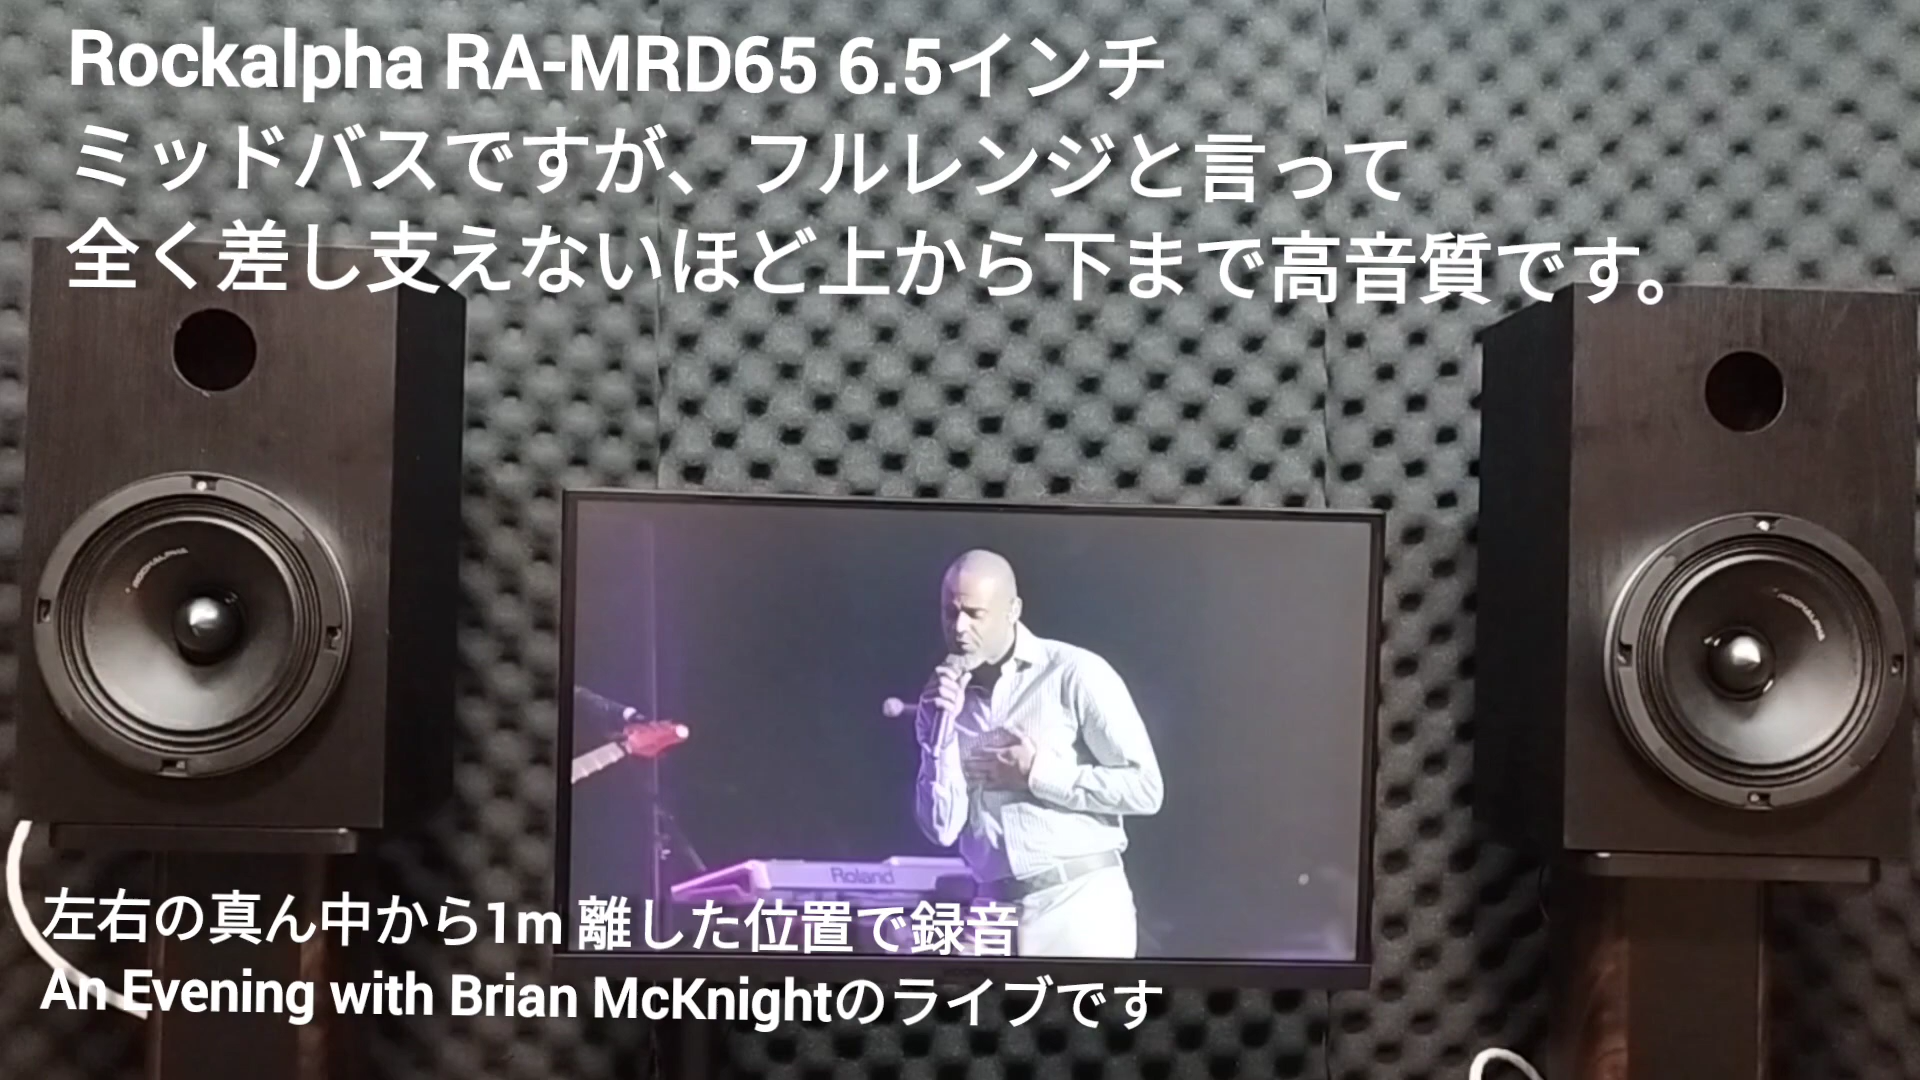 Rockalpha RA-MRD65 6.5インチ
ミッドバスですが、フルレンジと言って
全く差し支えないほど上から下まで高音質です。
ROCKALPHA
ROCKALPHA
Roland
左右の真ん中から1m 離した位置で録音
An Evening with Brian McKnightのライブです